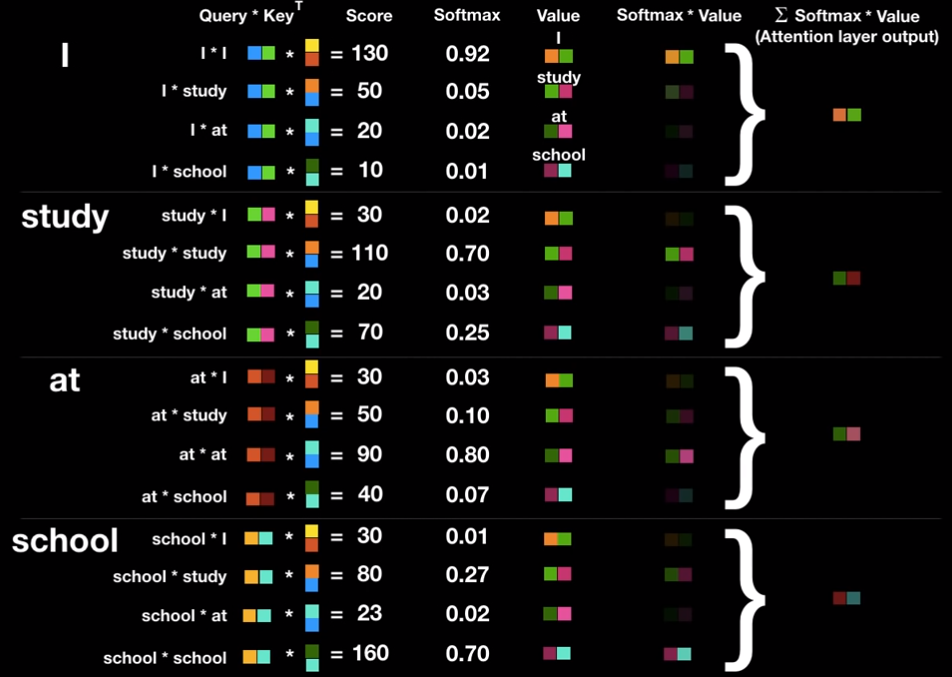 Query * Key^T Score Softmax Value Softmax * Value Σ Softmax * Value
(Attention layer output)
I
I
I * I * = 130 0.92
study
I * study * = 50 0.05
at
I * at * = 20 0.02
school
I * school * = 10 0.01
study
study * I * = 30 0.02
study * study * = 110 0.70
study * at * = 20 0.03
study * school * = 70 0.25
at
at * I * = 30 0.03
at * study * = 50 0.10
at * at * = 90 0.80
at * school * = 40 0.07
school
school * I * = 30 0.01
school * study * = 80 0.27
school * at * = 23 0.02
school * school * = 160 0.70